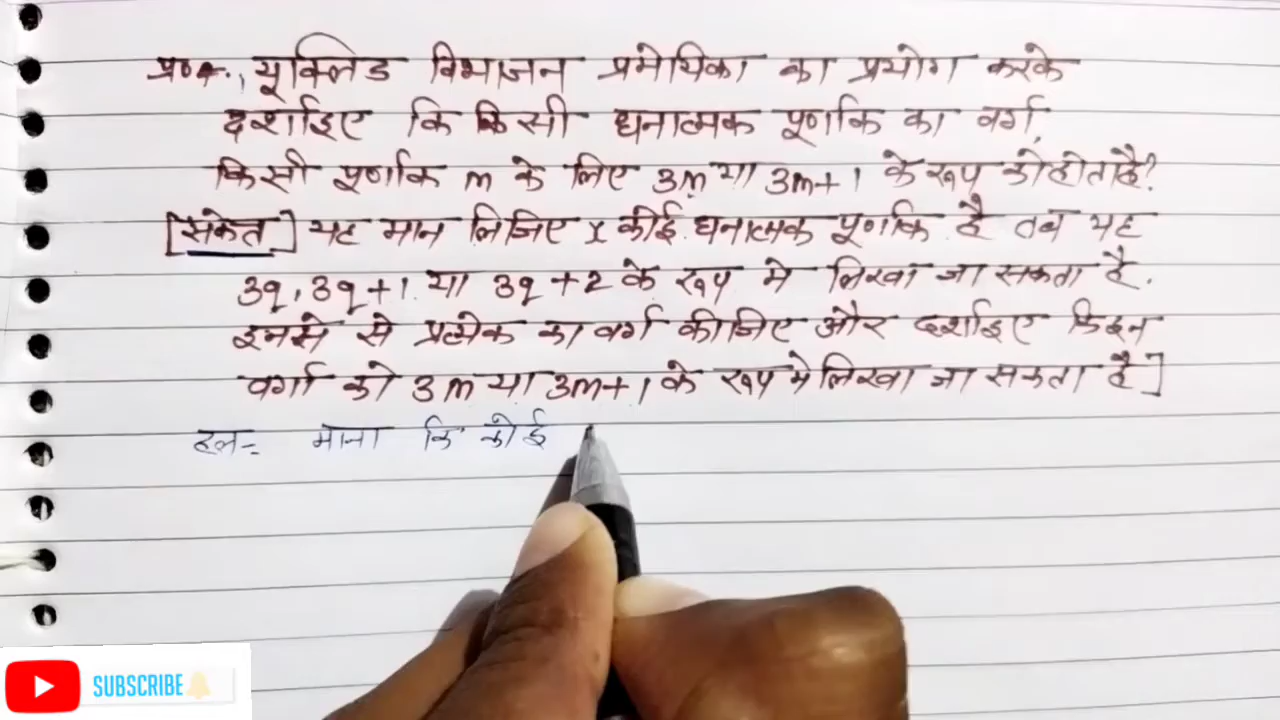 प्र०4., यूक्लिड विभाजन प्रमेयिका का प्रयोग करके
दर्शाइए कि किसी धनात्मक पूर्णांक का वर्ग,
किसी पूर्णांक m के लिए 3m या 3m+1 के रूप को होता है?
[संकेत] यह मान लिजिए x कोई धनात्मक पूर्णांक है तब यह
3q, 3q+1 या 3q+2 के रूप मे लिखा जा सकता है.
इनमे से प्रत्येक का वर्ग कीजिए और दर्शाइए कि इन
वर्गो को 3m या 3m+1 के रूप मे लिखा जा सकता है]
हल= माना कि कोई
SUBSCRIBE